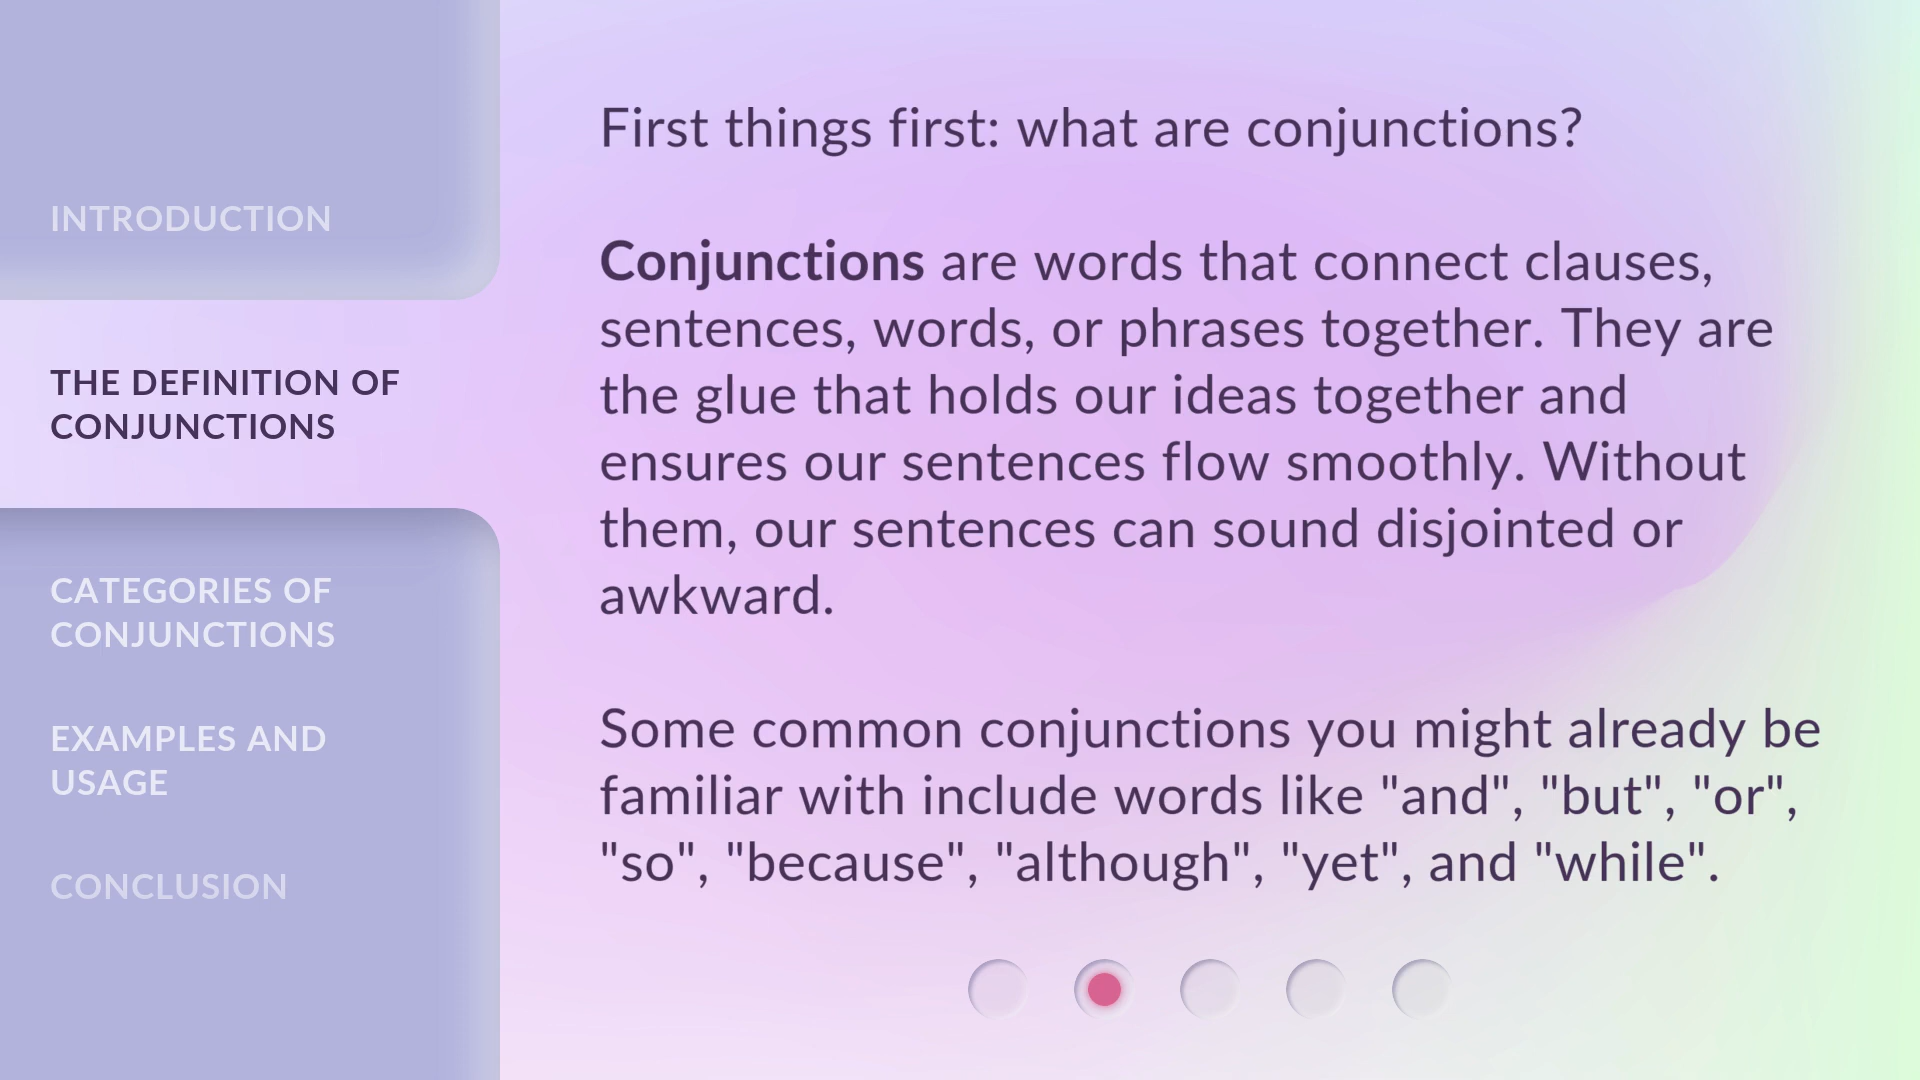 INTRODUCTION
THE DEFINITION OF
CONJUNCTIONS
CATEGORIES OF
CONJUNCTIONS
EXAMPLES AND
USAGE
CONCLUSION
First things first: what are conjunctions?
Conjunctions are words that connect clauses,
sentences, words, or phrases together. They are
the glue that holds our ideas together and
ensures our sentences flow smoothly. Without
them, our sentences can sound disjointed or
awkward.
Some common conjunctions you might already be
familiar with include words like "and", "but", "or",
"so", "because", "although", "yet", and "while".